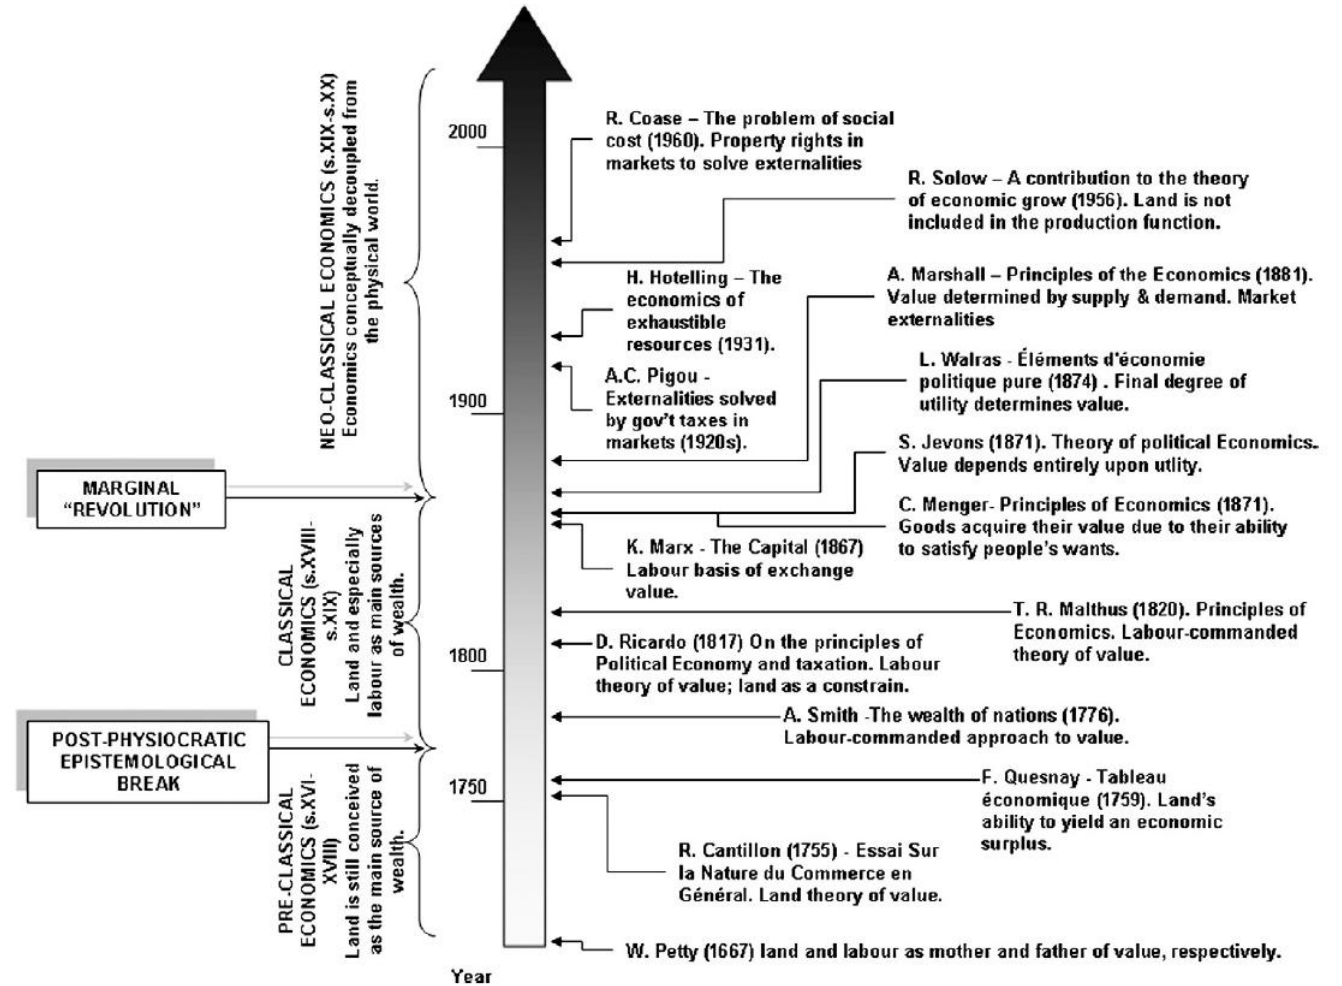 NEO-CLASSICAL ECONOMICS (s.XIX-s.XX)
Economics conceptually decoupled from
the physical world.
2000
R. Coase – The problem of social
cost (1960). Property rights in
markets to solve externalities
R. Solow – A contribution to the theory
of economic grow (1956). Land is not
included in the production function.
H. Hotelling – The
economics of
exhaustible
resources (1931).
A. Marshall – Principles of the Economics (1881).
Value determined by supply & demand. Market
externalities
L. Walras - Éléments d'économie
politique pure (1874) . Final degree of
utility determines value.
A.C. Pigou -
Externalities solved
by gov't taxes in
markets (1920s).
1900
S. Jevons (1871). Theory of political Economics.
Value depends entirely upon utlity.
MARGINAL
“REVOLUTION”
C. Menger- Principles of Economics (1871).
Goods acquire their value due to their ability
to satisfy people's wants.
CLASSICAL
ECONOMICS (s.XVIII-
s.XIX)
Land and especially
labour as main sources
of wealth.
K. Marx - The Capital (1867)
Labour basis of exchange
value.
T. R. Malthus (1820). Principles of
Economics. Labour-commanded
theory of value.
D. Ricardo (1817) On the principles of
Political Economy and taxation. Labour
theory of value; land as a constrain.
1800
A. Smith -The wealth of nations (1776).
Labour-commanded approach to value.
POST-PHYSIOCRATIC
EPISTEMOLOGICAL
BREAK
F. Quesnay - Tableau
économique (1759). Land's
ability to yield an economic
surplus.
1750
PRE-CLASSICAL
ECONOMICS (s.XVI-
XVIII)
Land is still conceived
as the main source of
wealth.
R. Cantillon (1755) - Essai Sur
la Nature du Commerce en
Général. Land theory of value.
W. Petty (1667) land and labour as mother and father of value, respectively.
Year